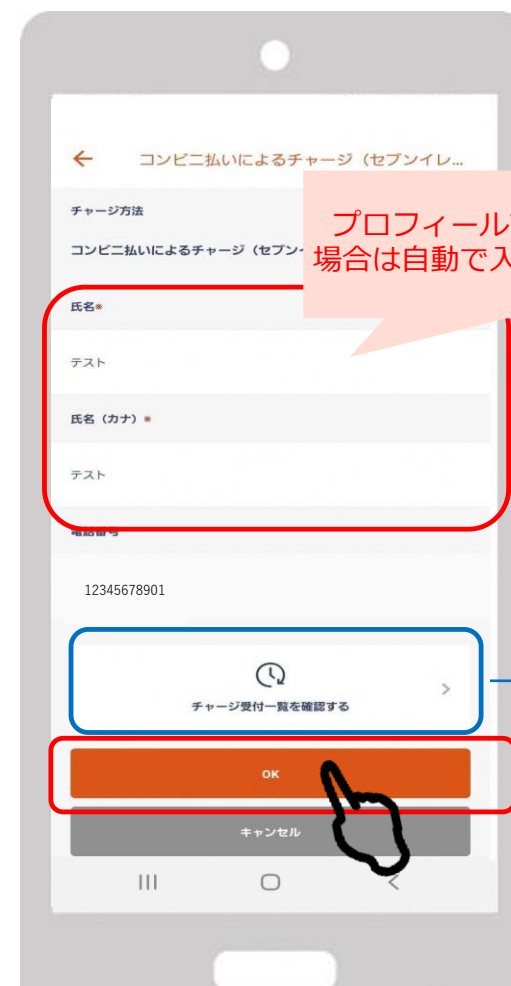 コンビニ払いによるチャージ（セブンイレ...
チャージ方法
コンビニ払いによるチャージ（セブン
プロフィール
場合は自動で入
氏名*
テスト
氏名（カナ）*
テスト
電話番号
12345678901
チャージ受付一覧を確認する
OK
キャンセル